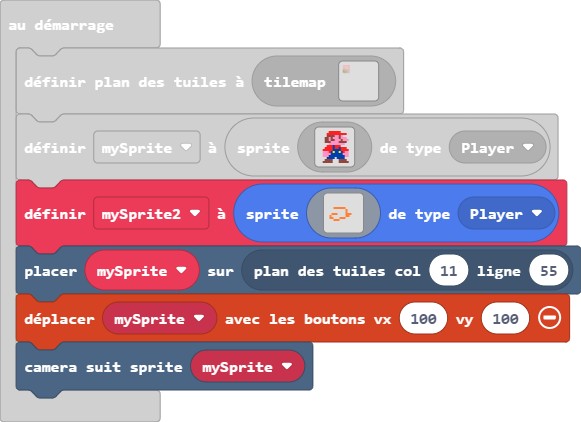 au démarrage
définir plan des tuiles à tilemap
définir mySprite à sprite de type Player
définir mySprite2 à sprite de type Player
placer mySprite sur plan des tuiles col 11 ligne 55
déplacer mySprite avec les boutons vx 100 vy 100
camera suit sprite mySprite